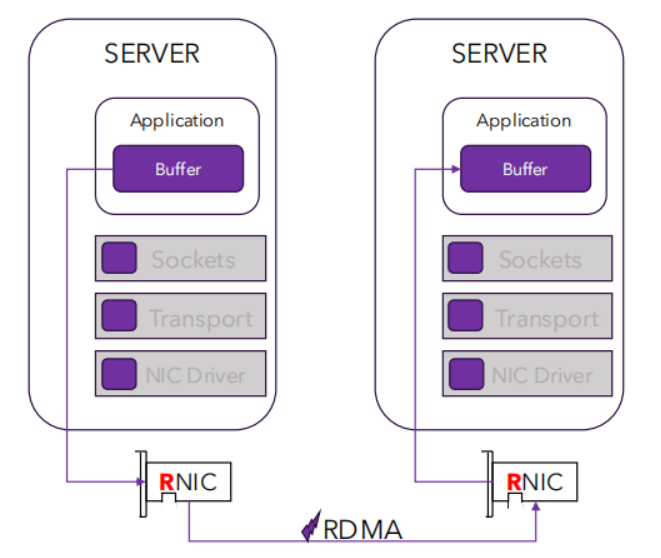 SERVER
Application
Buffer
Sockets
Transport
NIC Driver
RNIC
SERVER
Application
Buffer
Sockets
Transport
NIC Driver
RNIC
RDMA